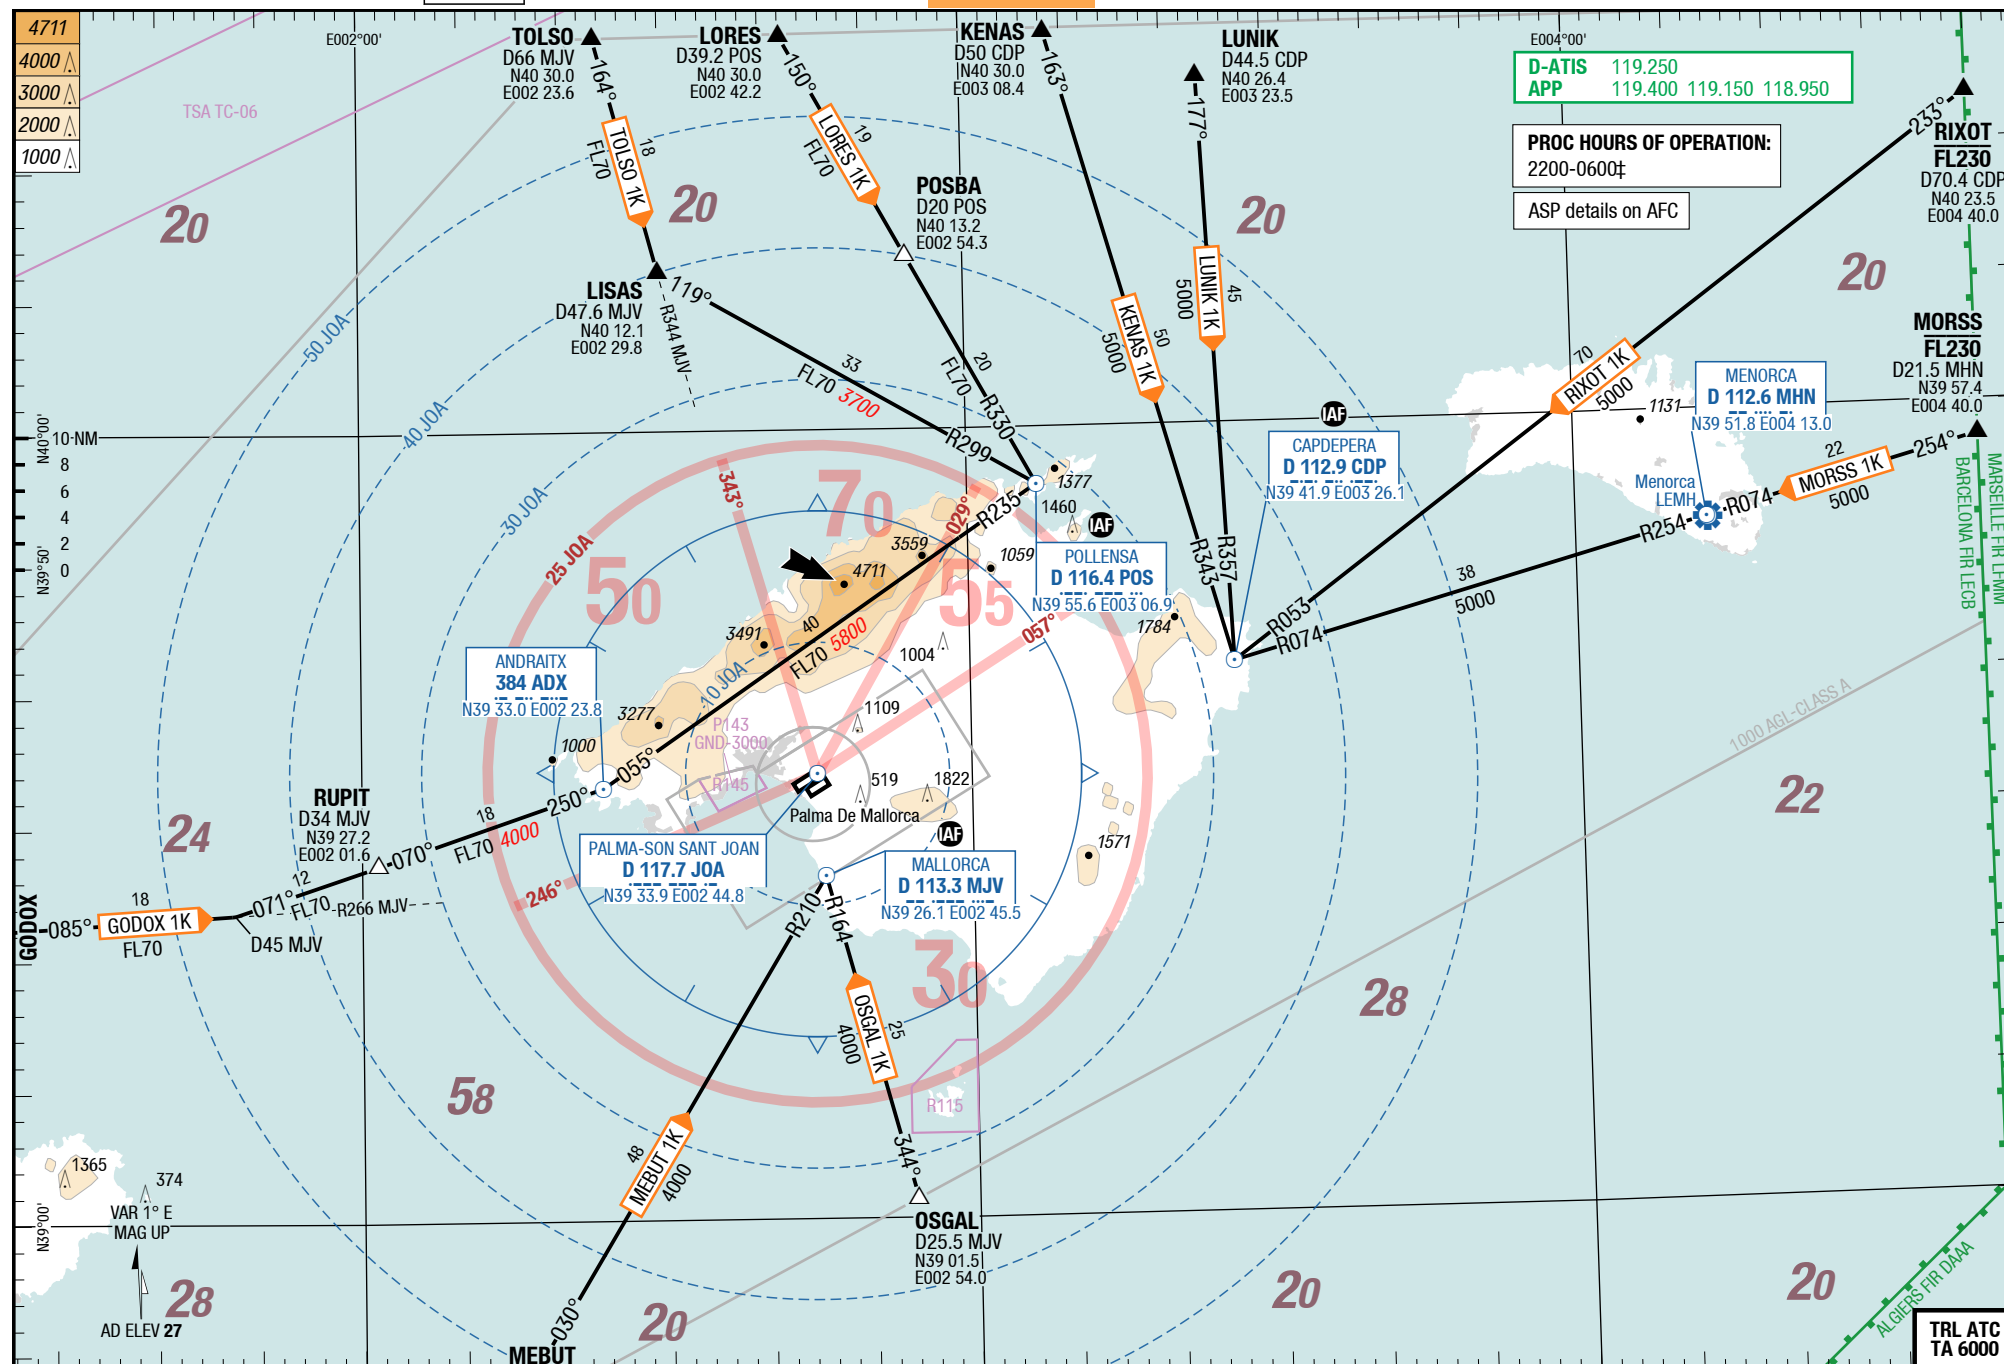 4711
4000
3000
2000
1000
E002°00'
TSA TC-06
TOLSO
D66 MJV
N40 30.0
E002 23.6
164°
TOLSO 1K
18
FL70
LORES
D39.2 POS
N40 30.0
E002 42.2
150°
LORES 1K
19
FL70
KENAS
D50 CDP
N40 30.0
E003 08.4
163°
KENAS 1K
50
5000
LUNIK
D44.5 CDP
N40 26.4
E003 23.5
177°
LUNIK 1K
45
5000
E004°00'
D-ATIS 119.250
APP 119.400 119.150 118.950
PROC HOURS OF OPERATION:
2200-0600‡
ASP details on AFC
233°
RIXOT
FL230
D70.4 CDP
N40 23.5
E004 40.0
RIXOT 1K
70
5000
20
20
20
20
POSBA
D20 POS
N40 13.2
E002 54.3
LISAS
D47.6 MJV
N40 12.1
E002 29.8
119°
R344 MJV
33
FL70 3700
20
FL70
R330
R299
MORSS
FL230
D21.5 MHN
N39 57.4
E004 40.0
254°
MORSS 1K
22
5000
MENORCA
D 112.6 MHN
N39 51.8 E004 13.0
1131
Menorca
LEMH
R074
R254
38
5000
MARSEILLE FIR LFMM
BARCELONA FIR LECB
50 JOA
40 JOA
30 JOA
25 JOA
10 JOA
N40°00'
10 NM
8
6
4
2
0
N39°50'
IAF
CAPDEPERA
D 112.9 CDP
N39 41.9 E003 26.1
R343
R357
R053
R074
343°
029°
057°
246°
70
50
55
30
R235
1377
1460
IAF
POLLENSA
D 116.4 POS
N39 55.6 E003 06.9
3559
1059
4711
3491
40
FL70 5800
1784
1004
ANDRAITX
384 ADX
N39 33.0 E002 23.8
3277
1000
055°
P143
GND-3000
R145
1109
519
1822
Palma De Mallorca
1571
1000 AGL-CLASS A
RUPIT
D34 MJV
N39 27.2
E002 01.6
250°
18
FL70 4000
070°
12
071°
FL70
R266 MJV
D45 MJV
24
22
GODOX
085°
GODOX 1K
18
FL70
PALMA-SON SANT JOAN
D 117.7 JOA
N39 33.9 E002 44.8
IAF
MALLORCA
D 113.3 MJV
N39 26.1 E002 45.5
R210
R164
OSGAL 1K
25
4000
344°
R115
OSGAL
D25.5 MJV
N39 01.5
E002 54.0
28
58
MEBUT 1K
48
4000
030°
MEBUT
1365
374
N39°00'
VAR 1° E
MAG UP
AD ELEV 27
28
20
20
20
ALGIERS FIR DAAA
TRL ATC
TA 6000